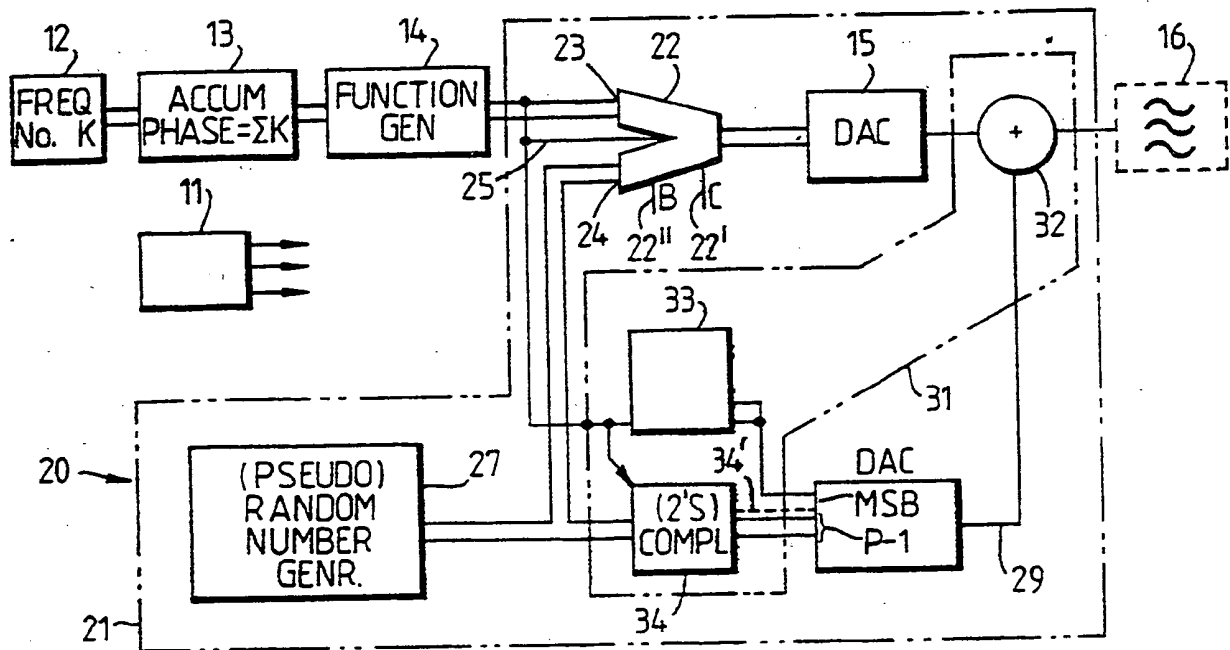 12
13
14
23
22
15
16
FREQ
No. K
ACCUM
PHASE=ΣK
FUNCTION
GEN
DAC
+
25
24
B
C
22"
22'
32
11
33
31
20
(PSEUDO)
RANDOM
NUMBER
GENR.
27
34'
(2'S)
COMPL
DAC
MSB
P-1
29
21
34